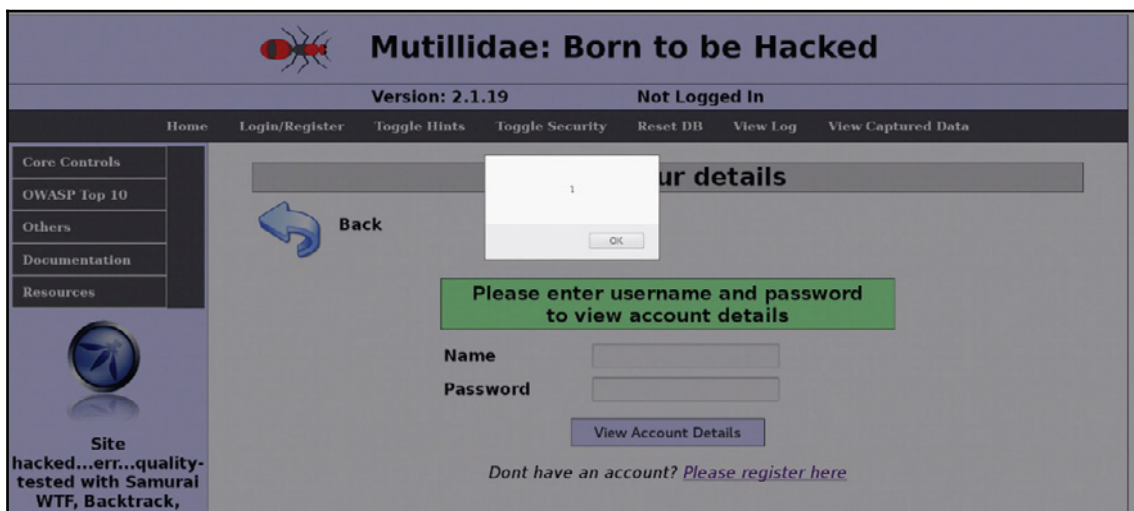 Mutillidae: Born to be Hacked
Version: 2.1.19 Not Logged In
Home Login/Register Toggle Hints Toggle Security Reset DB View Log View Captured Data
Core Controls
OWASP Top 10
Others
Documentation
Resources
Site
hacked...err...quality-
tested with Samurai
WTF, Backtrack,
ur details
1
OK
Back
Please enter username and password
to view account details
Name
Password
View Account Details
Dont have an account? Please register here